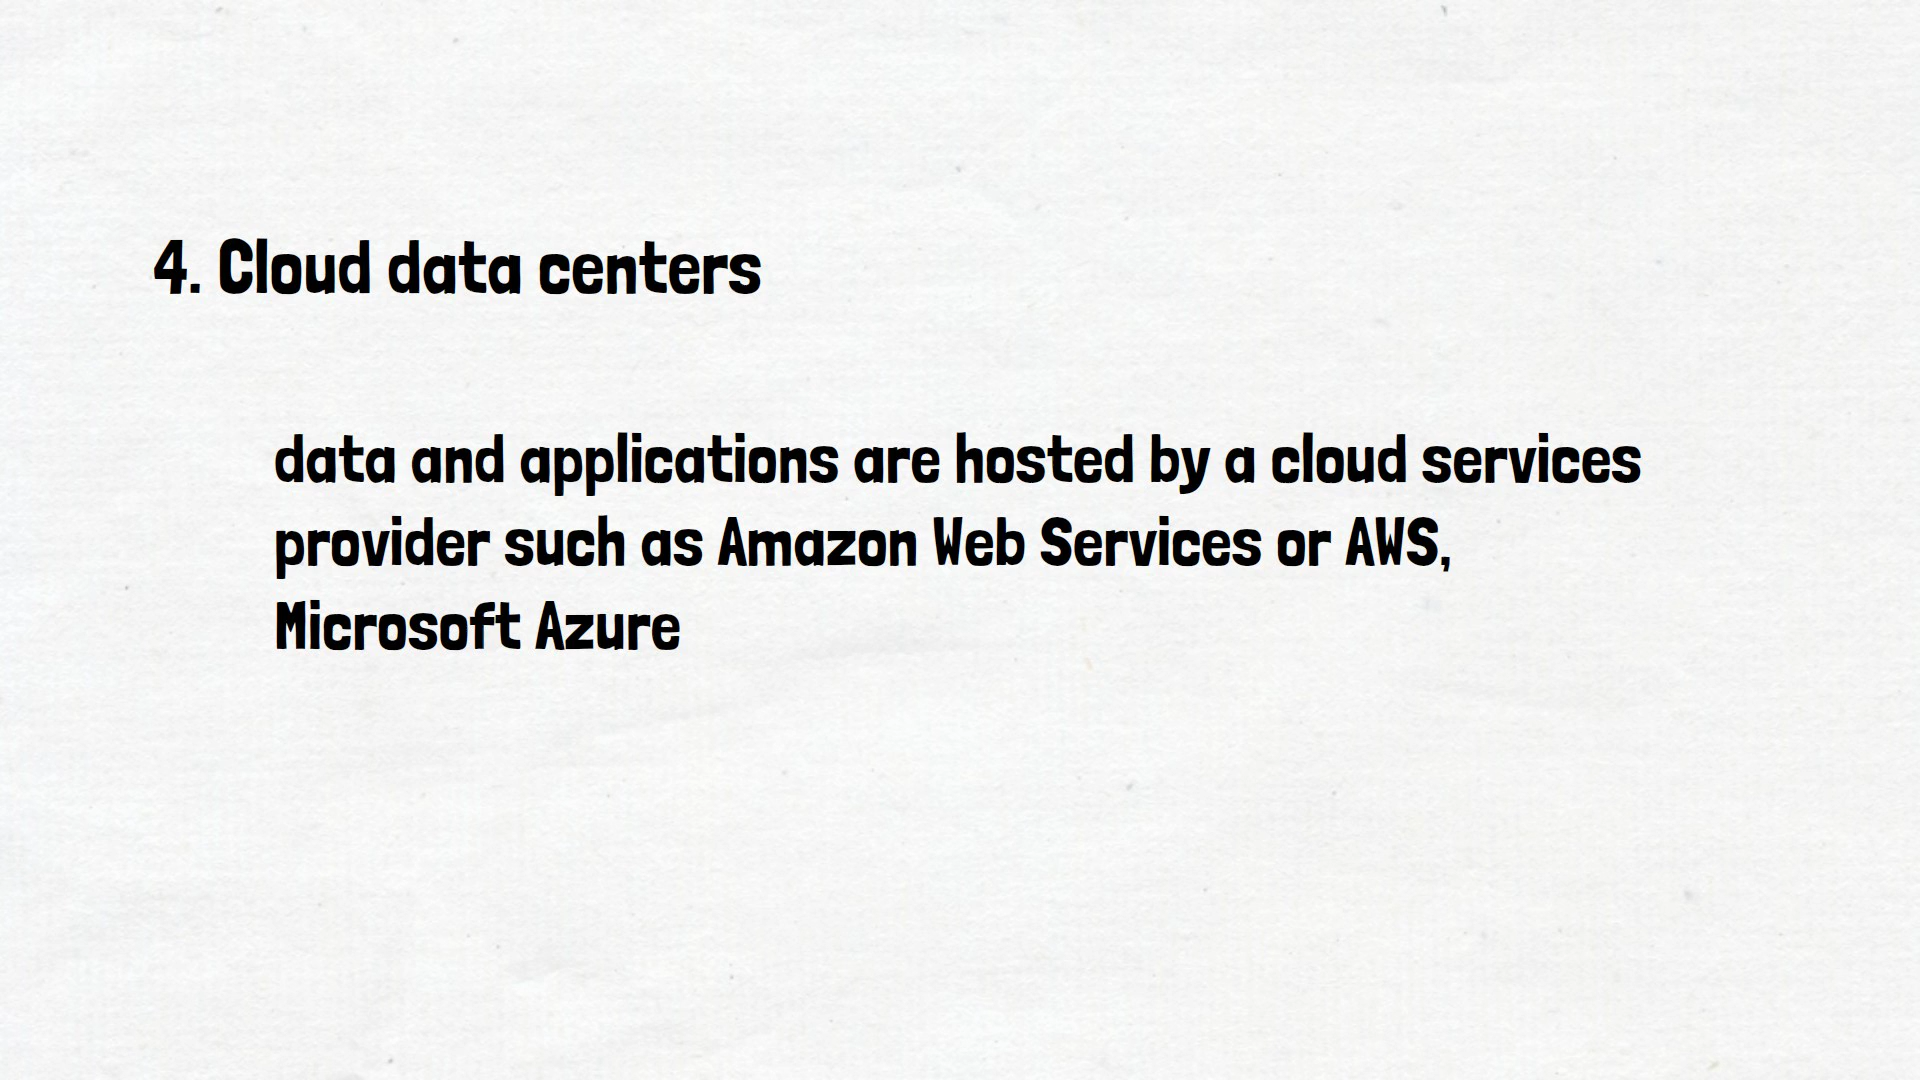 4. Cloud data centers
data and applications are hosted by a cloud services
provider such as Amazon Web Services or AWS,
Microsoft Azure